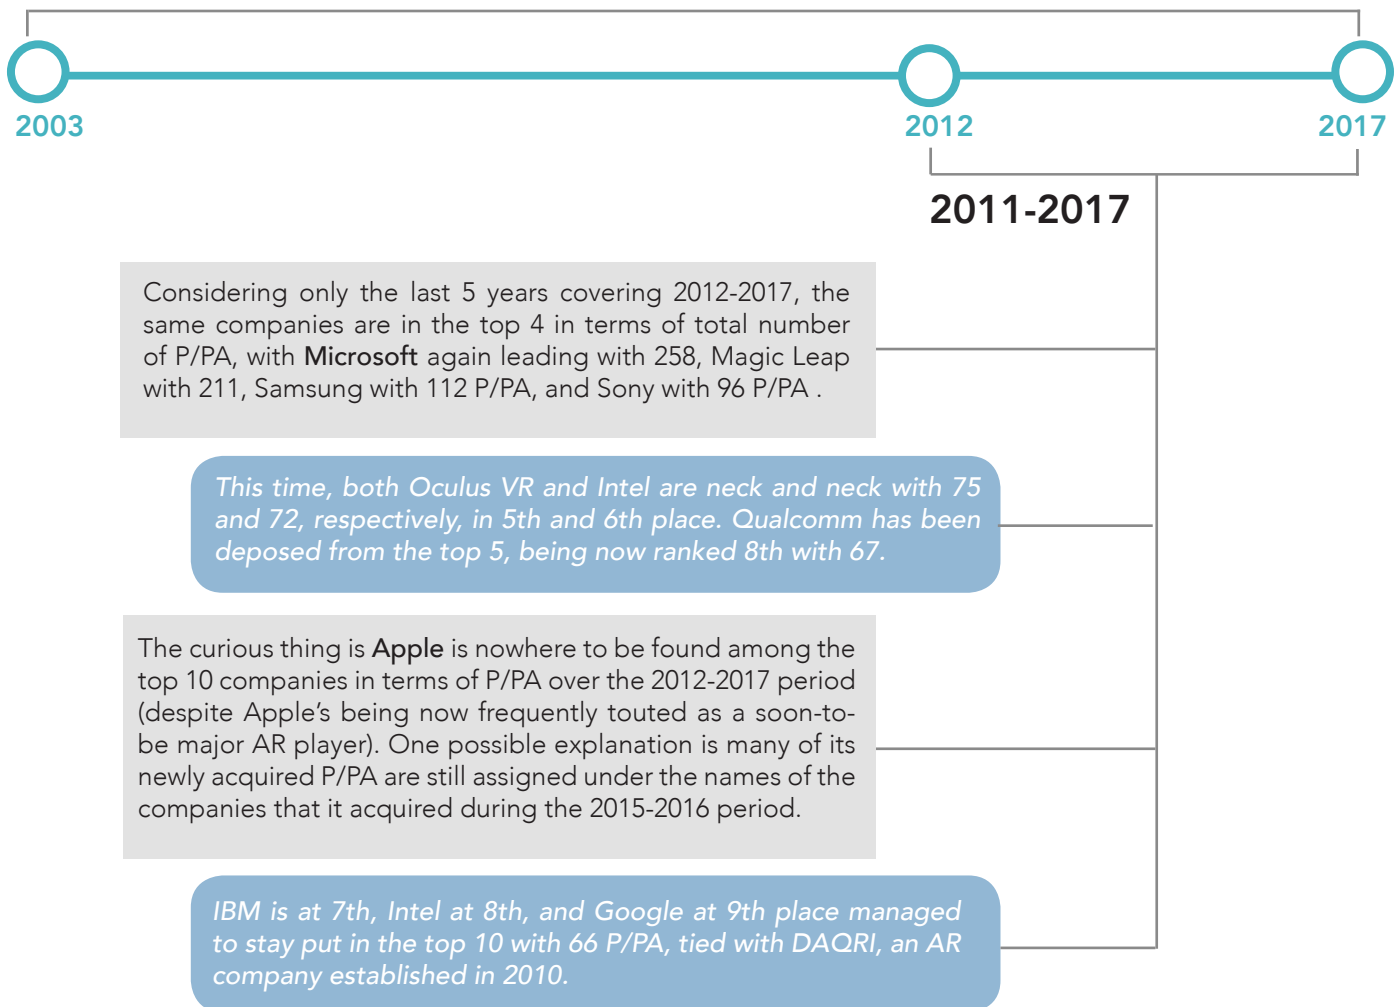 2003
2012
2017
2011-2017
Considering only the last 5 years covering 2012-2017, the
same companies are in the top 4 in terms of total number
of P/PA, with Microsoft again leading with 258, Magic Leap
with 211, Samsung with 112 P/PA, and Sony with 96 P/PA .
This time, both Oculus VR and Intel are neck and neck with 75
and 72, respectively, in 5th and 6th place. Qualcomm has been
deposed from the top 5, being now ranked 8th with 67.
The curious thing is Apple is nowhere to be found among the
top 10 companies in terms of P/PA over the 2012-2017 period
(despite Apple's being now frequently touted as a soon-to-
be major AR player). One possible explanation is many of its
newly acquired P/PA are still assigned under the names of the
companies that it acquired during the 2015-2016 period.
IBM is at 7th, Intel at 8th, and Google at 9th place managed
to stay put in the top 10 with 66 P/PA, tied with DAQRI, an AR
company established in 2010.